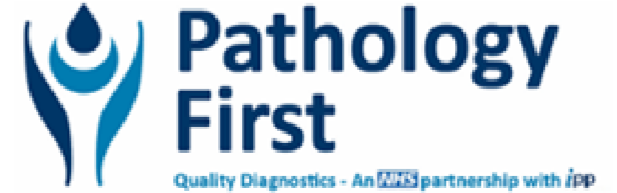 Pathology
First
Quality Diagnostics - An NHS partnership with ipp